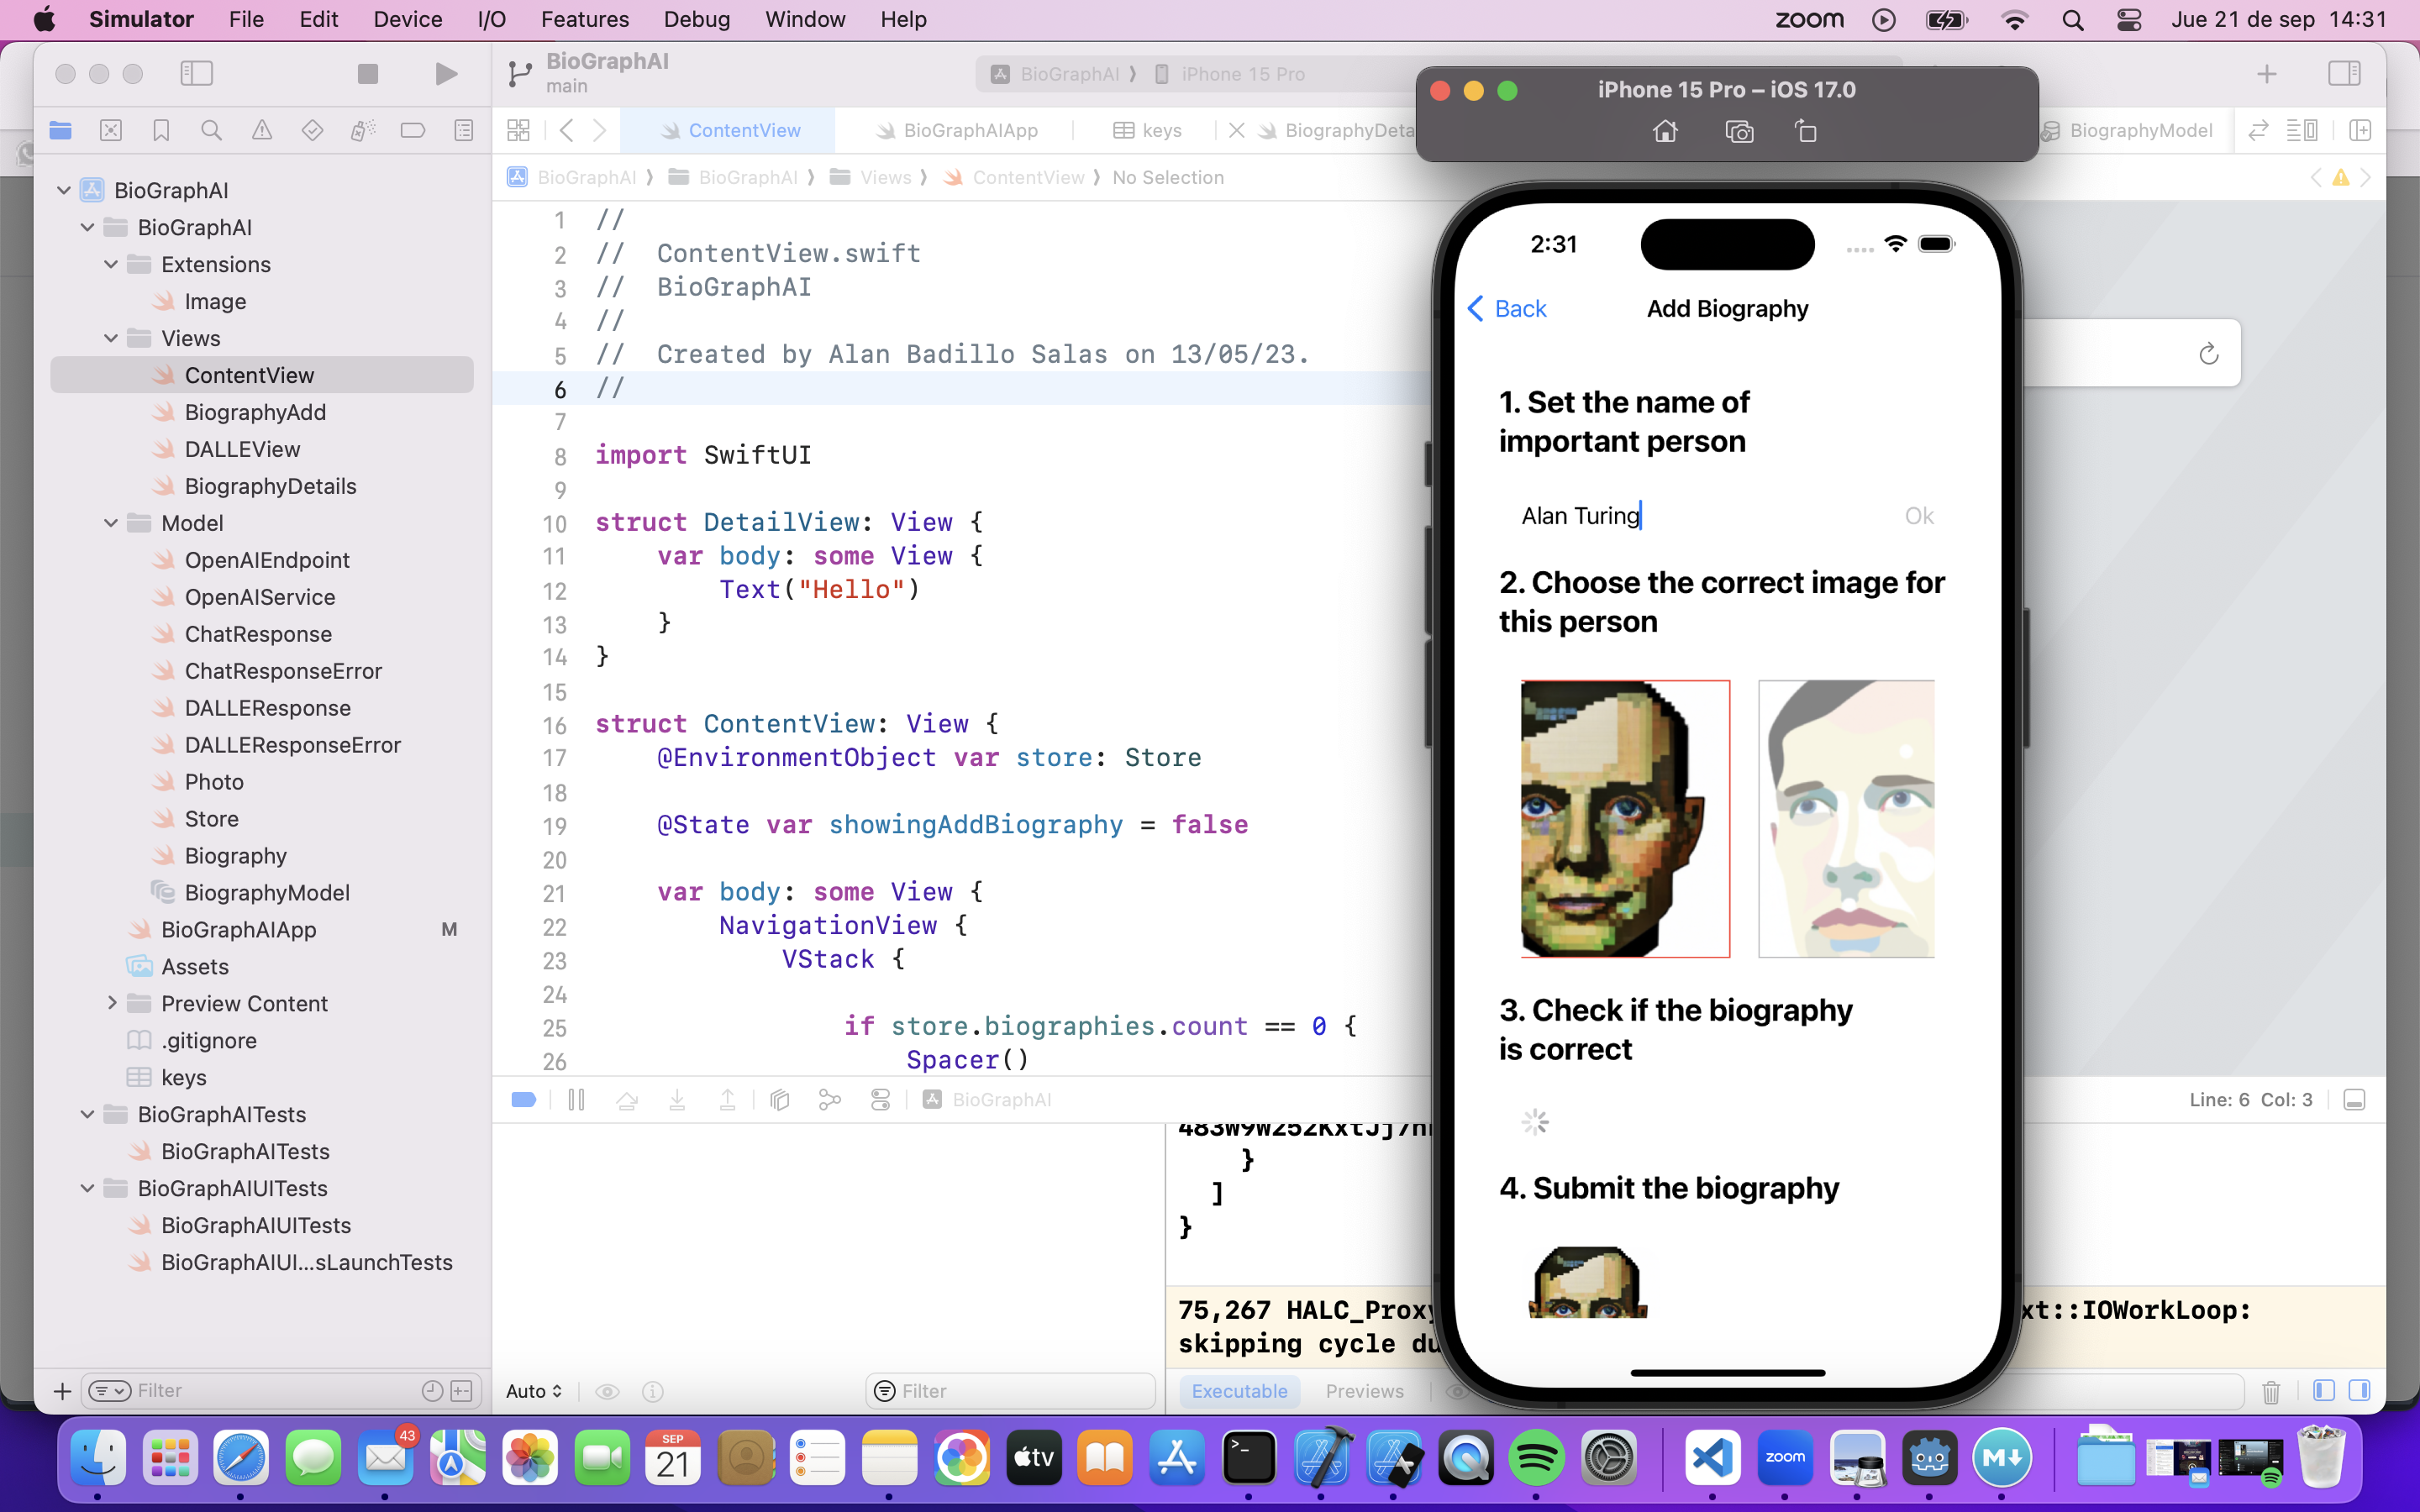 Simulator File Edit Device I/O Features Debug Window Help
zoom Jue 21 de sep 14:31
BioGraphAI
main
BioGraphAI ⟩ iPhone 15 Pro
ContentView BioGraphAIApp keys BiographyDeta
BiographyModel
BioGraphAI ⟩ BioGraphAI ⟩ Views ⟩ ContentView ⟩ No Selection
BioGraphAI
BioGraphAI
Extensions
Image
Views
ContentView
BiographyAdd
DALLEView
BiographyDetails
Model
OpenAIEndpoint
OpenAIService
ChatResponse
ChatResponseError
DALLEResponse
DALLEResponseError
Photo
Store
Biography
BiographyModel
BioGraphAIApp M
Assets
Preview Content
.gitignore
keys
BioGraphAITests
BioGraphAITests
BioGraphAIUITests
BioGraphAIUITests
BioGraphAIUI...sLaunchTests
Filter
1 //
2 //  ContentView.swift
3 //  BioGraphAI
4 //
5 //  Created by Alan Badillo Salas on 13/05/23.
6 //
7
8 import SwiftUI
9
10 struct DetailView: View {
11     var body: some View {
12         Text("Hello")
13     }
14 }
15
16 struct ContentView: View {
17     @EnvironmentObject var store: Store
18
19     @State var showingAddBiography = false
20
21     var body: some View {
22         NavigationView {
23             VStack {
24
25                 if store.biographies.count == 0 {
26                     Spacer()
BioGraphAI
Line: 6 Col: 3
}
]
}
75,267 HALC_Proxy xt::IOWorkLoop:
skipping cycle du
Auto Filter
Executable Previews
iPhone 15 Pro – iOS 17.0
2:31
Back Add Biography
1. Set the name of
important person
Alan Turing Ok
2. Choose the correct image for
this person
3. Check if the biography
is correct
4. Submit the biography
43
SEP
21
tv
zoom
M